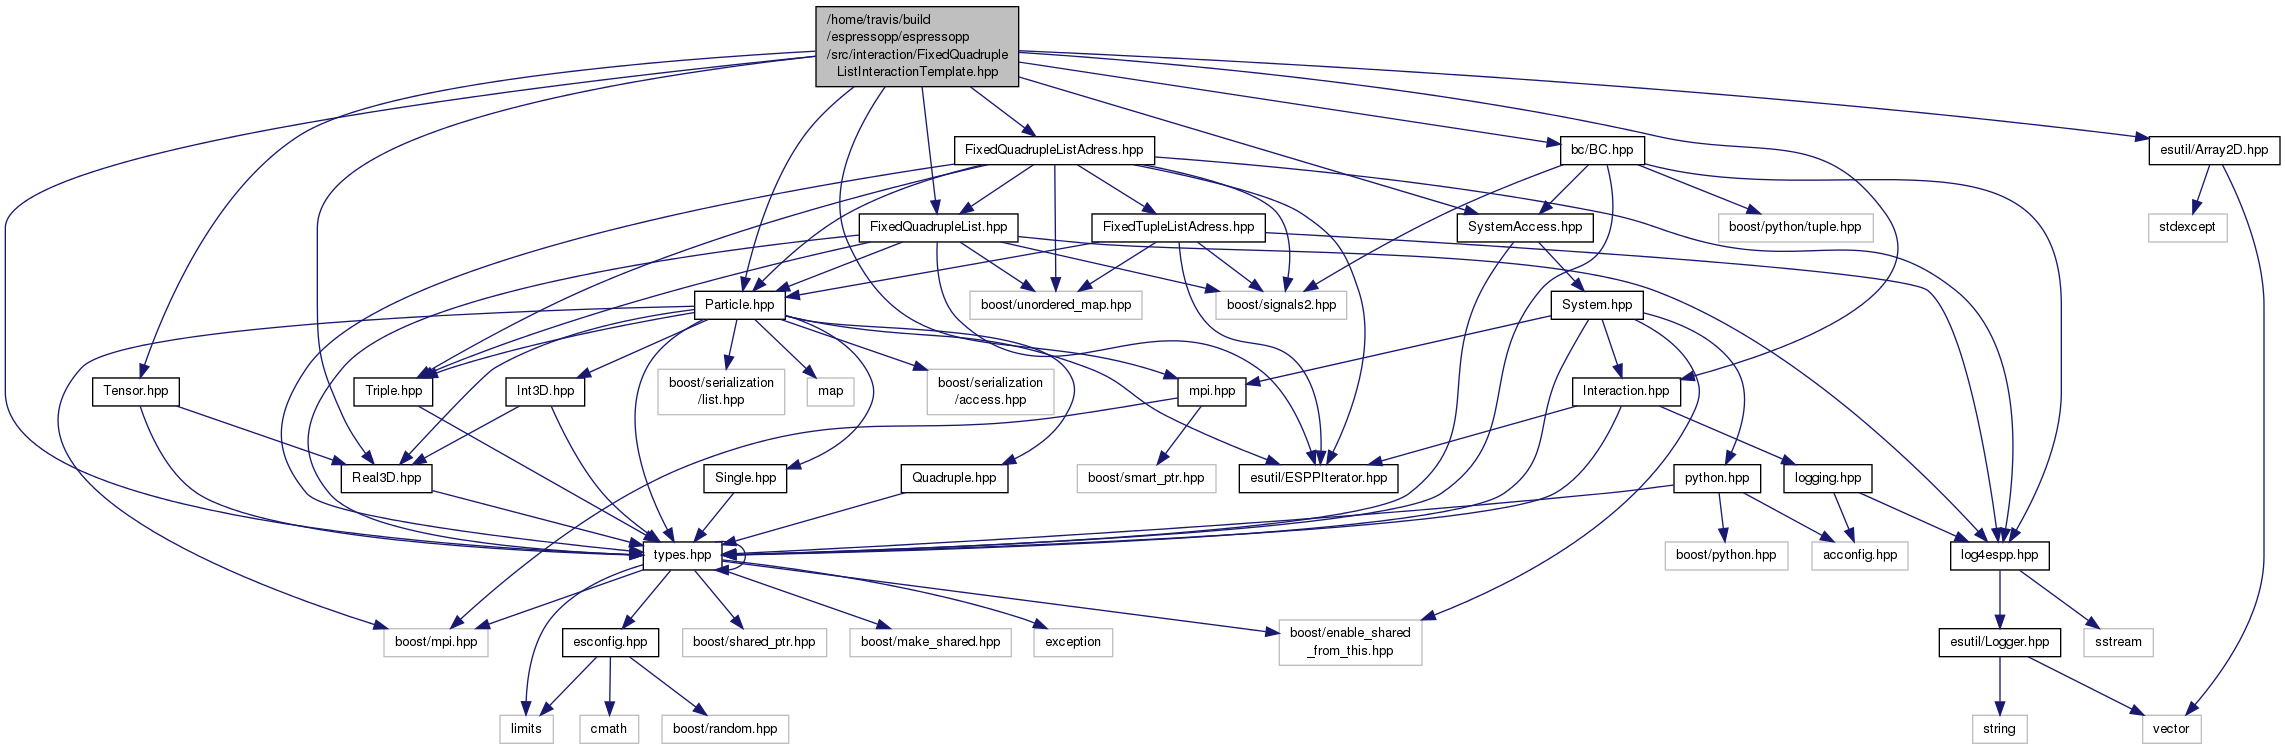 /home/travis/build
/espressopp/espressopp
/src/interaction/FixedQuadruple
ListInteractionTemplate.hpp
FixedQuadrupleListAdress.hpp
bc/BC.hpp
esutil/Array2D.hpp
FixedQuadrupleList.hpp
FixedTupleListAdress.hpp
SystemAccess.hpp
boost/python/tuple.hpp
stdexcept
Particle.hpp
boost/unordered_map.hpp
boost/signals2.hpp
System.hpp
Tensor.hpp
Triple.hpp
Int3D.hpp
boost/serialization
/list.hpp
map
boost/serialization
/access.hpp
mpi.hpp
Interaction.hpp
Real3D.hpp
Single.hpp
Quadruple.hpp
boost/smart_ptr.hpp
esutil/ESPPIterator.hpp
python.hpp
logging.hpp
types.hpp
boost/python.hpp
acconfig.hpp
log4espp.hpp
boost/mpi.hpp
esconfig.hpp
boost/shared_ptr.hpp
boost/make_shared.hpp
exception
boost/enable_shared
_from_this.hpp
esutil/Logger.hpp
sstream
limits
cmath
boost/random.hpp
string
vector